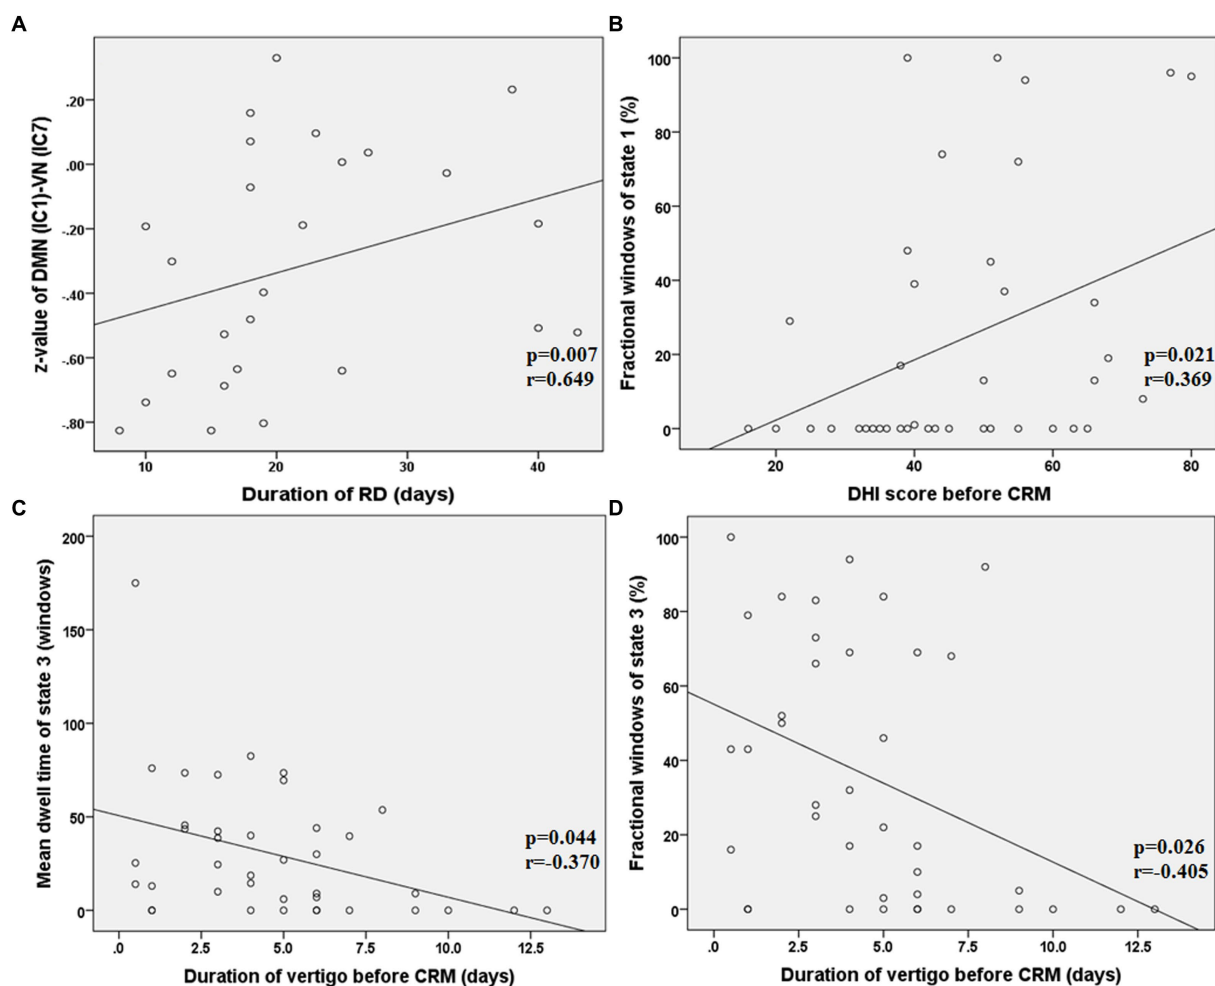 A
z-value of DMN (IC1)-VN (IC7)
.20
.00
-.20
-.40
-.60
-.80
p=0.007
r=0.649
10
20
30
40
Duration of RD (days)
B
Fractional windows of state 1 (%)
100
80
60
40
20
0
p=0.021
r=0.369
20
40
60
80
DHI score before CRM
C
Mean dwell time of state 3 (windows)
200
150
100
50
0
p=0.044
r=-0.370
.0
2.5
5.0
7.5
10.0
12.5
Duration of vertigo before CRM (days)
D
Fractional windows of state 3 (%)
100
80
60
40
20
0
p=0.026
r=-0.405
.0
2.5
5.0
7.5
10.0
12.5
Duration of vertigo before CRM (days)